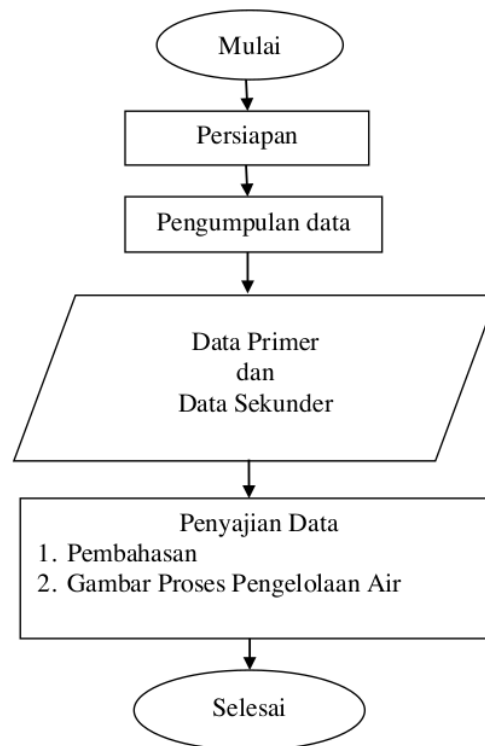 Mulai
Persiapan
Pengumpulan data
Data Primer
dan
Data Sekunder
Penyajian Data
1. Pembahasan
2. Gambar Proses Pengelolaan Air
Selesai